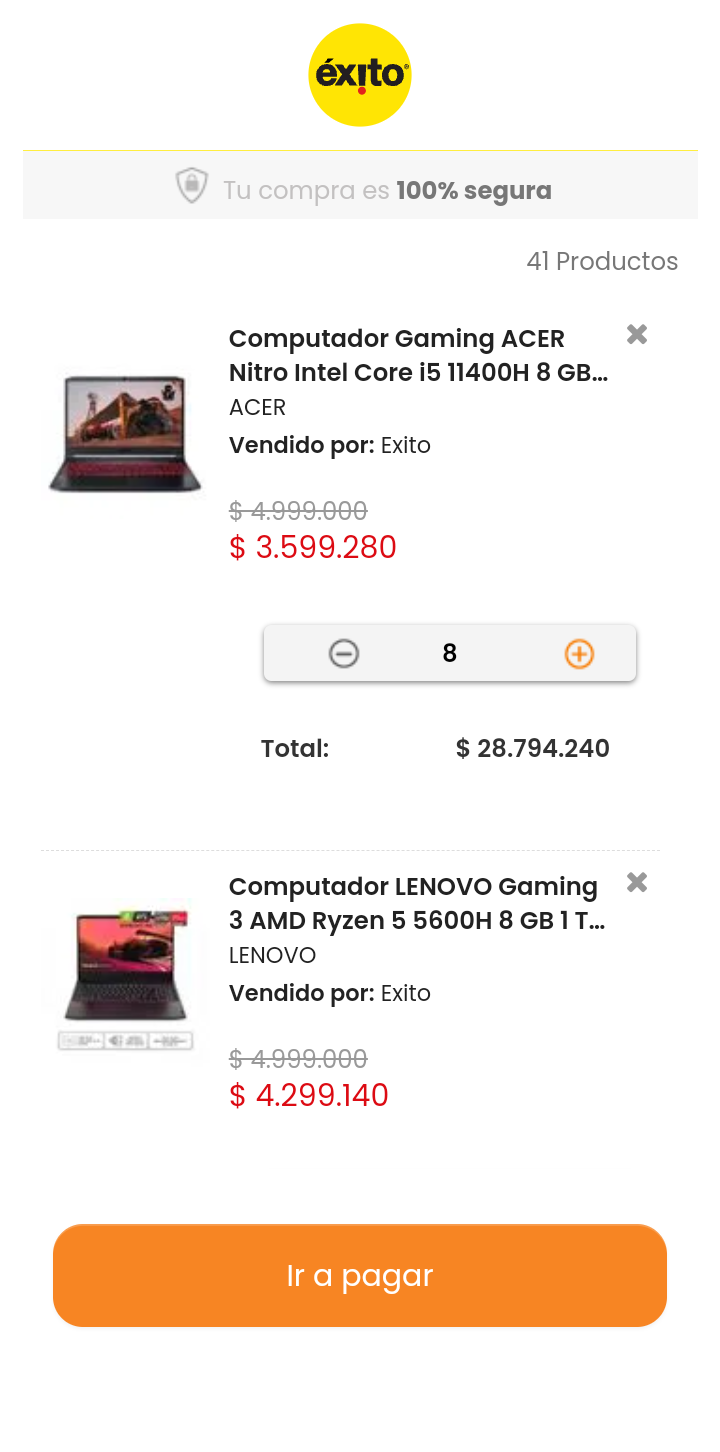 éxito
Tu compra es 100% segura
41 Productos
Computador Gaming ACER
Nitro Intel Core i5 11400H 8 GB...
ACER
Vendido por: Exito
$ 4.999.000
$ 3.599.280
8
Total: $ 28.794.240
Computador LENOVO Gaming
3 AMD Ryzen 5 5600H 8 GB 1 T...
LENOVO
Vendido por: Exito
$ 4.999.000
$ 4.299.140
Ir a pagar